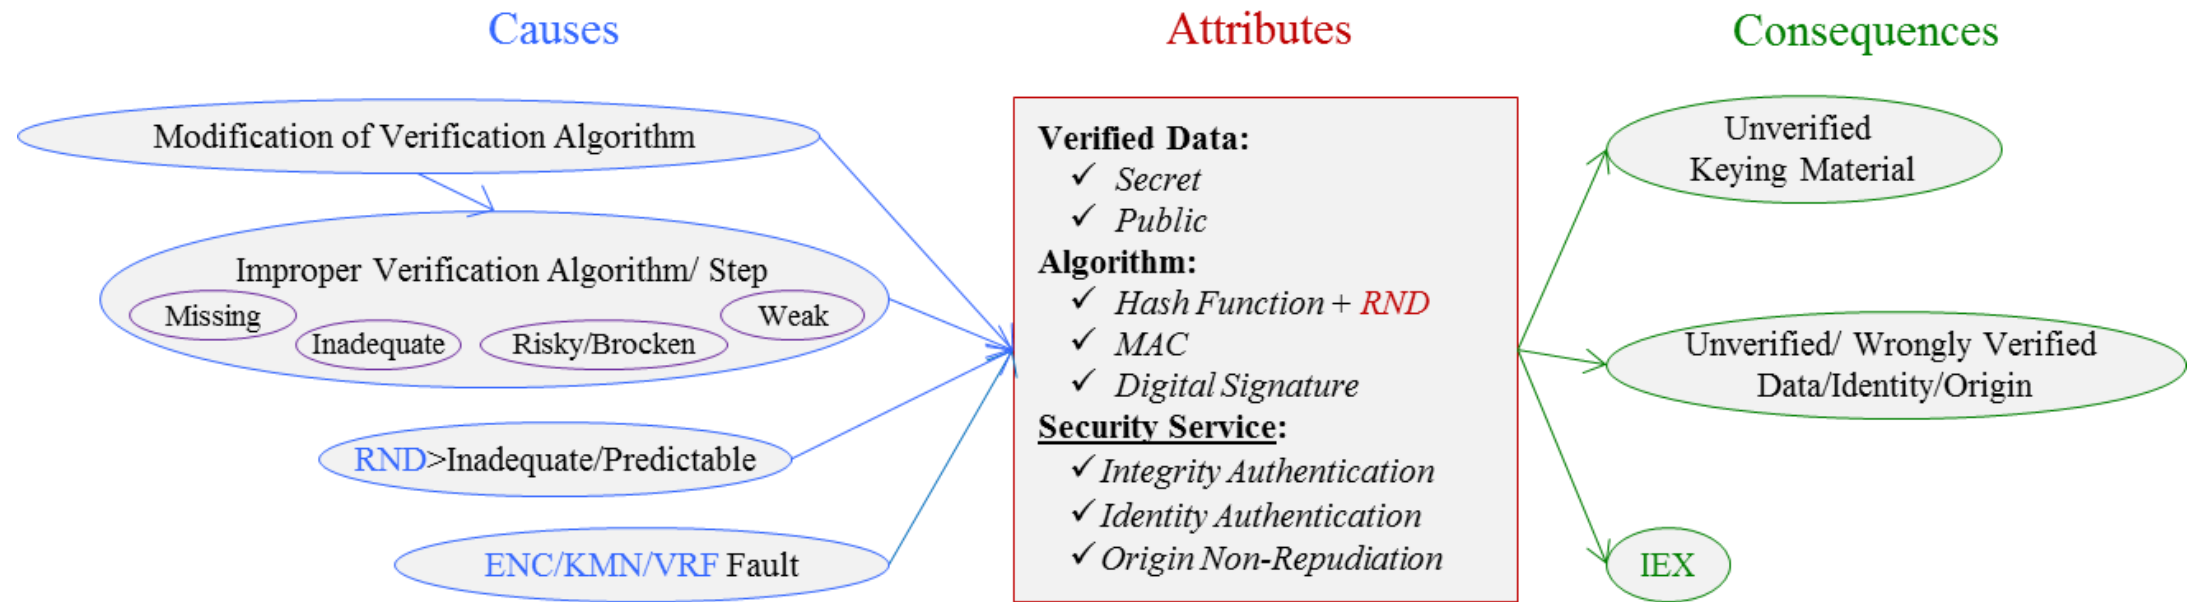 Causes
Attributes
Consequences
Modification of Verification Algorithm
Improper Verification Algorithm/ Step
Missing
Inadequate
Risky/Brocken
Weak
RND>Inadequate/Predictable
ENC/KMN/VRF Fault
Verified Data:
✓ Secret
✓ Public
Algorithm:
✓ Hash Function + RND
✓ MAC
✓ Digital Signature
Security Service:
✓ Integrity Authentication
✓ Identity Authentication
✓ Origin Non-Repudiation
Unverified
Keying Material
Unverified/ Wrongly Verified
Data/Identity/Origin
IEX